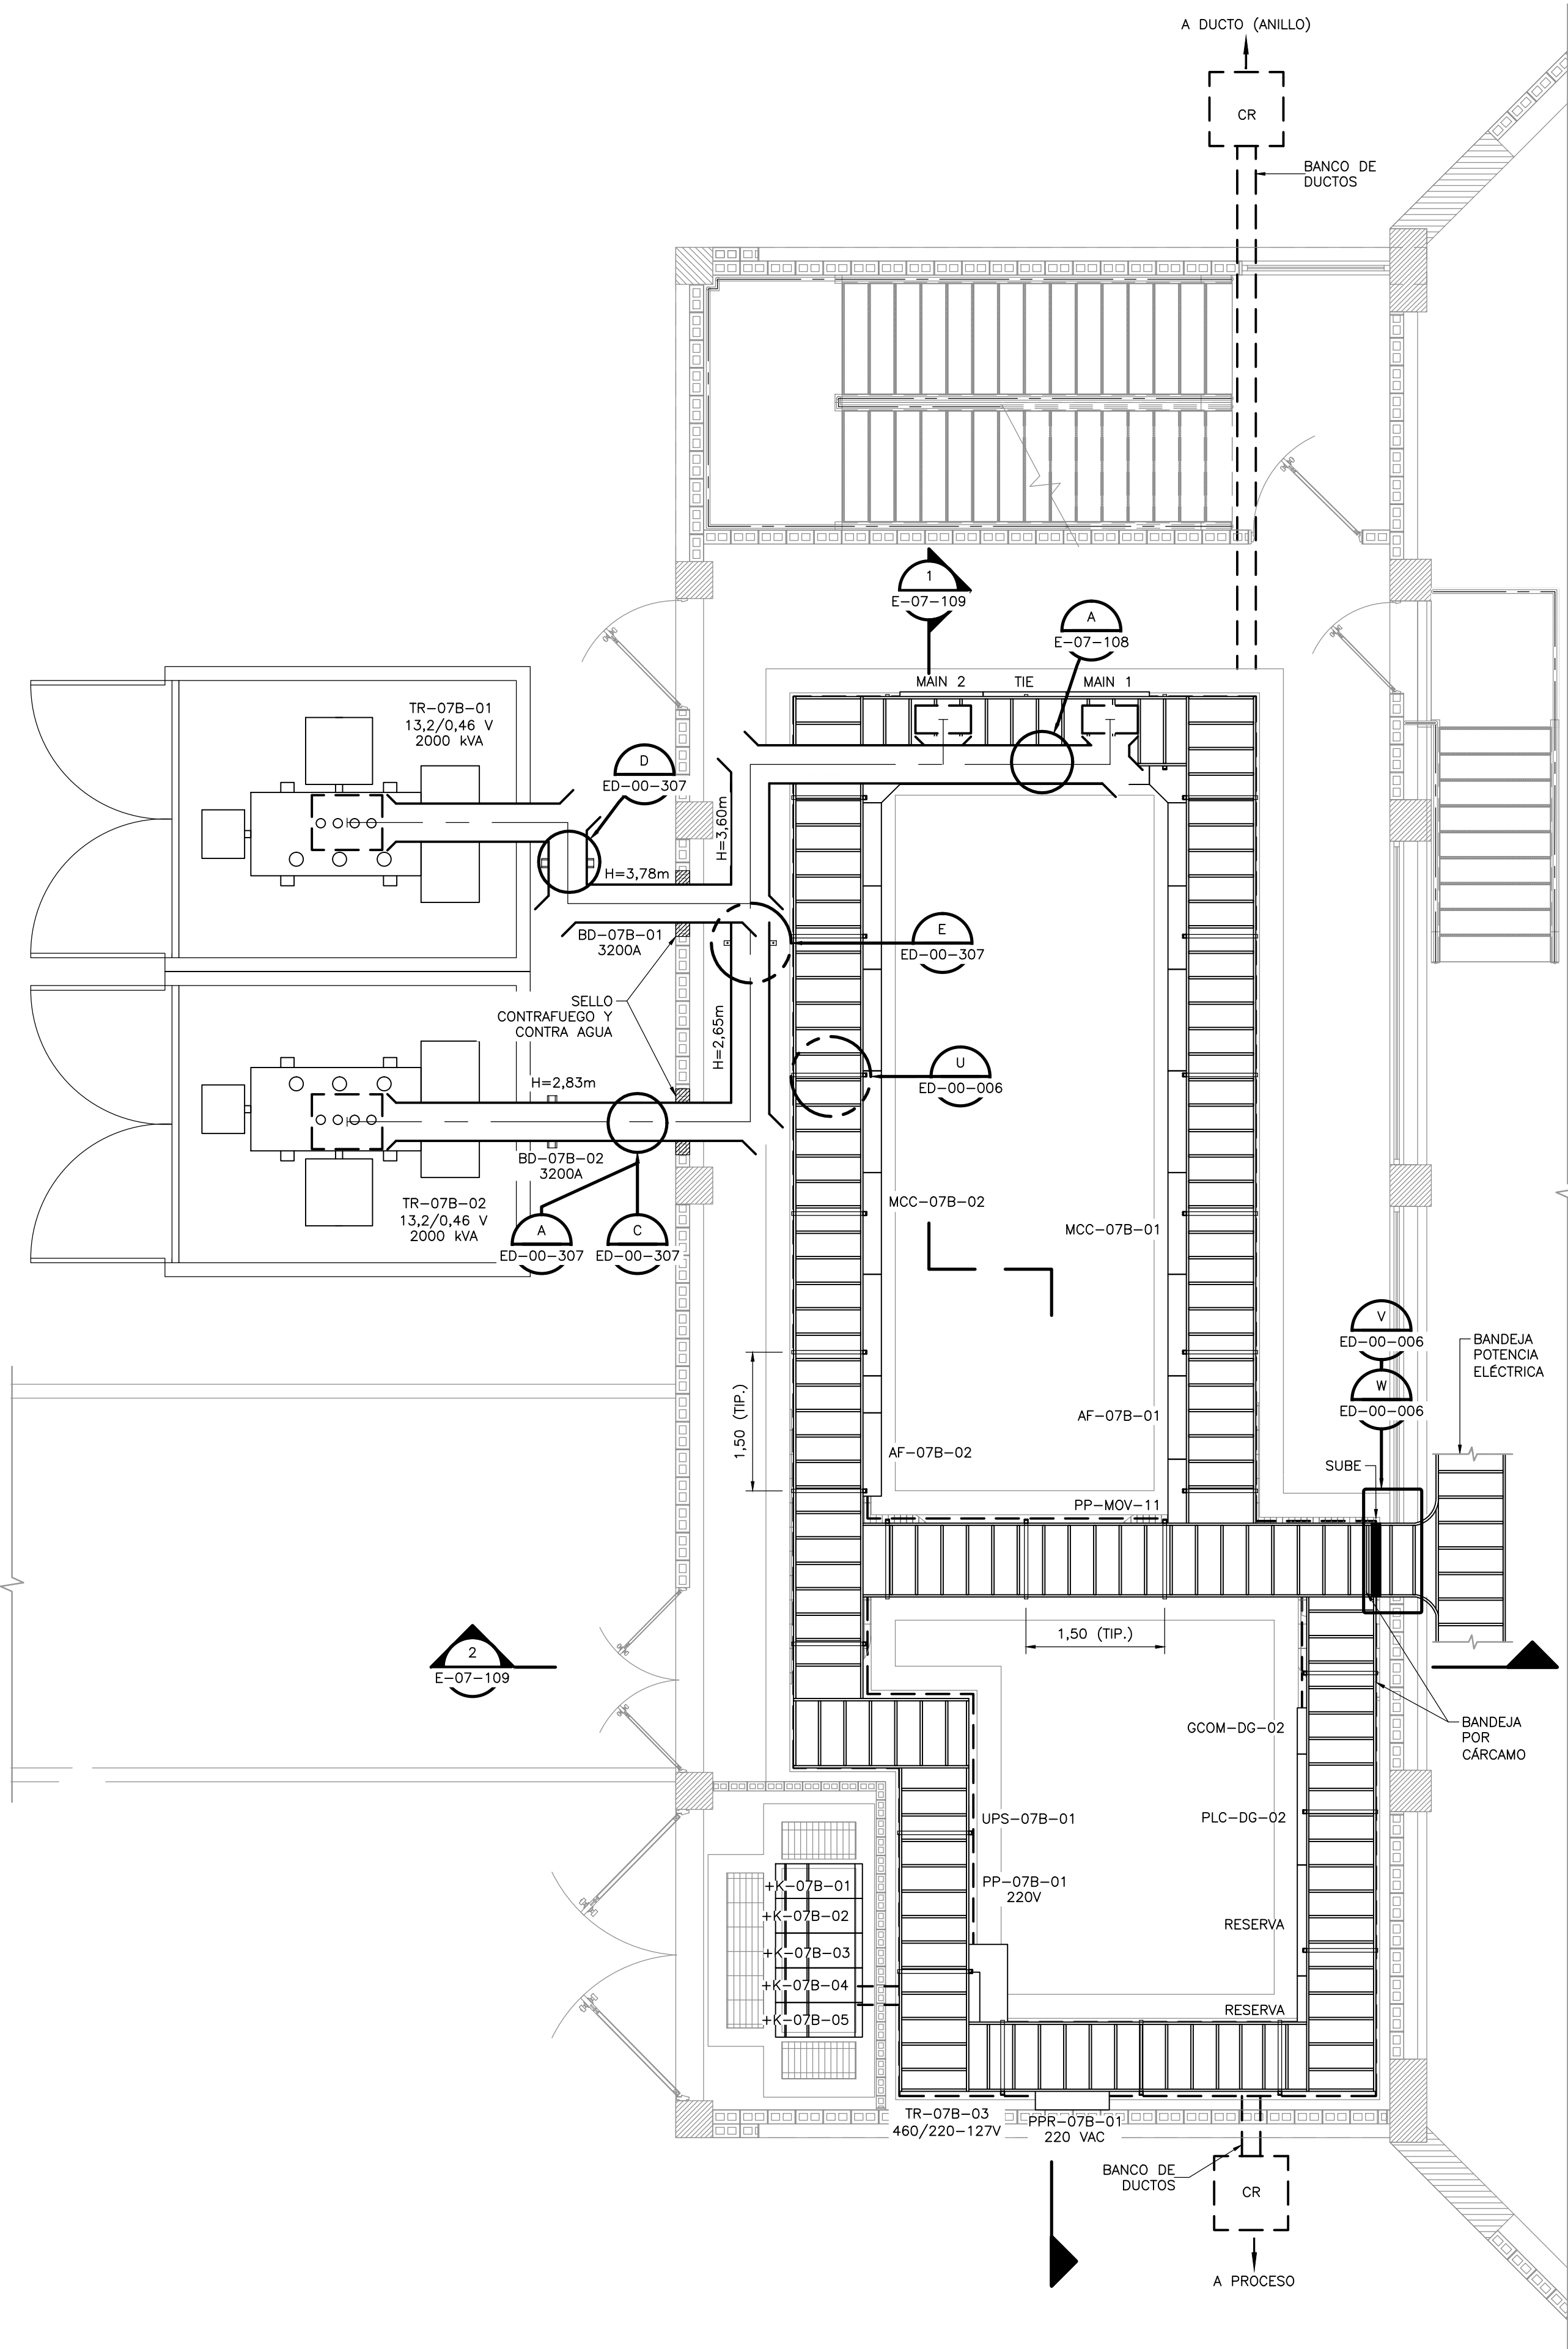 A DUCTO (ANILLO)
CR
BANCO DE
DUCTOS
1
E-07-109
A
E-07-108
MAIN 2
TIE
MAIN 1
TR-07B-01
13,2/0,46 V
2000 kVA
D
ED-00-307
H=3,60m
H=3,78m
BD-07B-01
3200A
E
ED-00-307
SELLO
CONTRAFUEGO Y
CONTRA AGUA
H=2,65m
U
ED-00-006
H=2,83m
BD-07B-02
3200A
TR-07B-02
13,2/0,46 V
2000 kVA
A
ED-00-307
C
ED-00-307
MCC-07B-02
MCC-07B-01
V
ED-00-006
W
ED-00-006
BANDEJA
POTENCIA
ELÉCTRICA
1,50 (TIP.)
AF-07B-01
AF-07B-02
SUBE
PP-MOV-11
1,50 (TIP.)
2
E-07-109
GCOM-DG-02
BANDEJA
POR
CÁRCAMO
UPS-07B-01
PLC-DG-02
PP-07B-01
220V
+K-07B-01
+K-07B-02
+K-07B-03
+K-07B-04
+K-07B-05
RESERVA
RESERVA
TR-07B-03
460/220-127V
PPR-07B-01
220 VAC
BANCO DE
DUCTOS
CR
A PROCESO